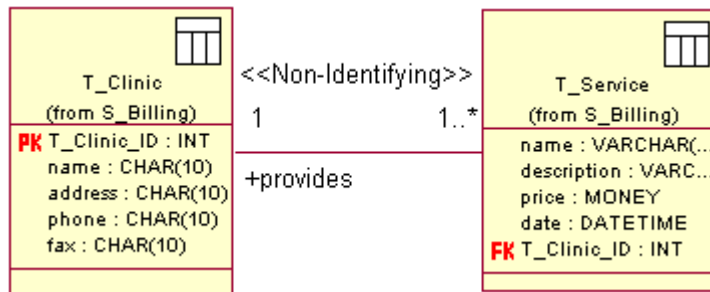 T_Clinic
(from S_Billing)
PK T_Clinic_ID : INT
name : CHAR(10)
address : CHAR(10)
phone : CHAR(10)
fax : CHAR(10)
<<Non-Identifying>>
1 1..*
+provides
T_Service
(from S_Billing)
name : VARCHAR(...
description : VARC...
price : MONEY
date : DATETIME
FK T_Clinic_ID : INT